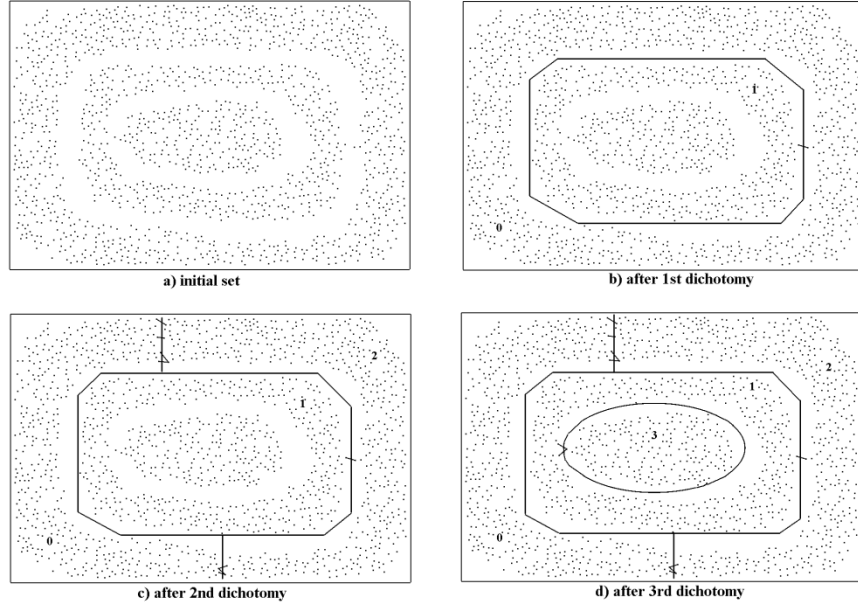 a) initial set
1
0
b) after 1st dichotomy
2
1
0
c) after 2nd dichotomy
2
1
3
0
d) after 3rd dichotomy